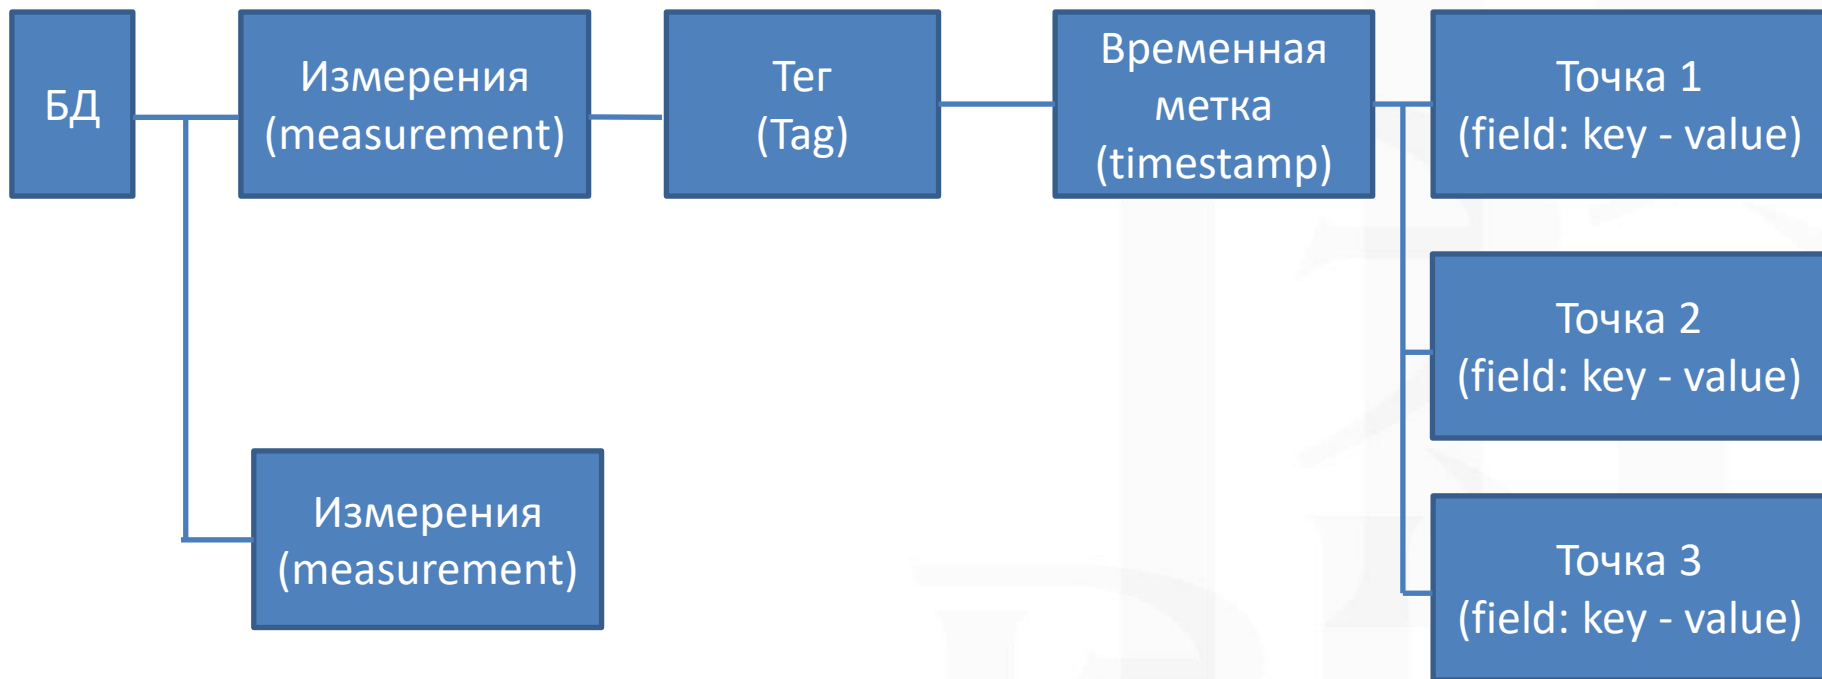 БД
Измерения
(measurement)
Тег
(Tag)
Временная
метка
(timestamp)
Точка 1
(field: key - value)
Точка 2
(field: key - value)
Измерения
(measurement)
Точка 3
(field: key - value)